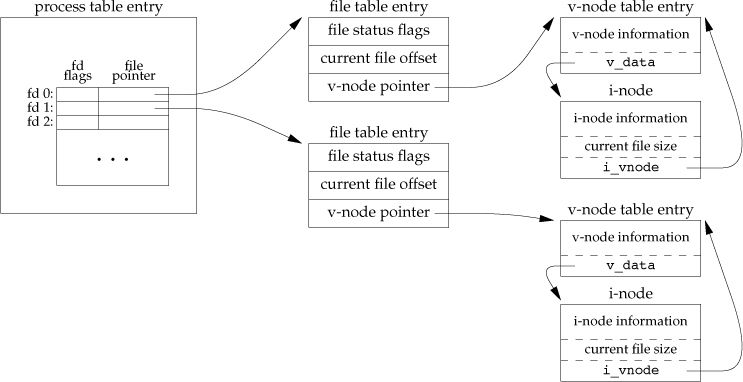 process table entry
fd
flags
file
pointer
fd 0:
fd 1:
fd 2:
. . .
file table entry
file status flags
current file offset
v-node pointer
file table entry
file status flags
current file offset
v-node pointer
v-node table entry
v-node information
v_data
i-node
i-node information
current file size
i_vnode
v-node table entry
v-node information
v_data
i-node
i-node information
current file size
i_vnode